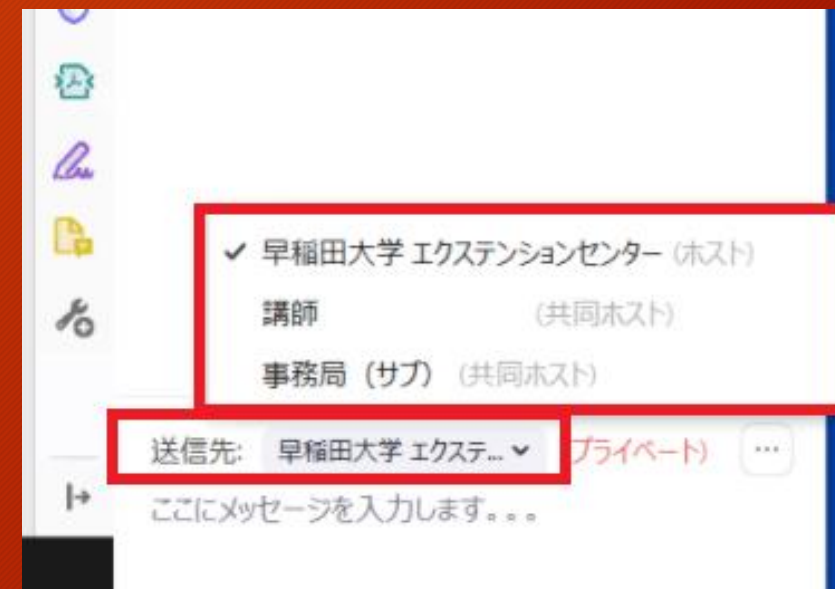 ✓ 早稲田大学 エクステンションセンター (ホスト)
講師 (共同ホスト)
事務局（サブ） (共同ホスト)
送信先: 早稲田大学 エクステ... プライベート) ...
ここにメッセージを入力します。。。